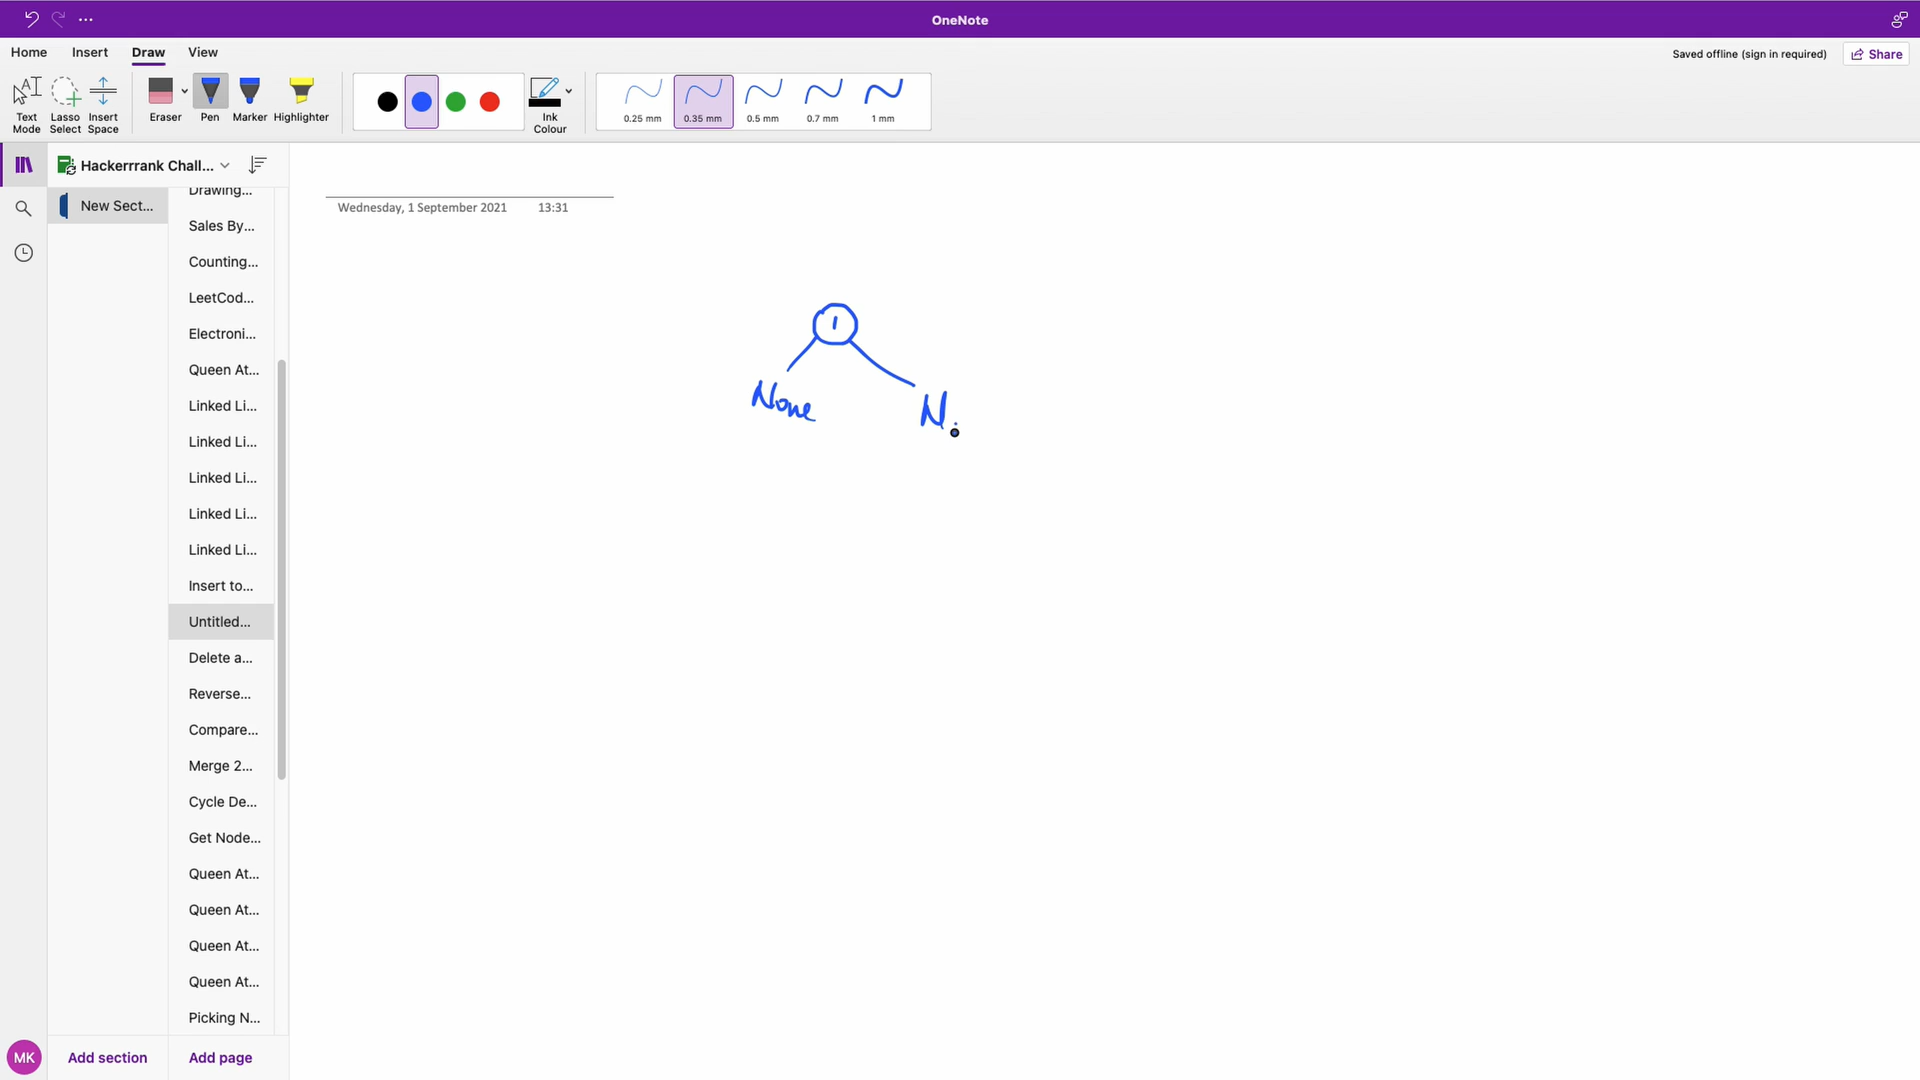 OneNote
Home Insert Draw View
Saved offline (sign in required) Share
Text Mode
Lasso Select
Insert Space
Eraser
Pen
Marker
Highlighter
Ink Colour
0.25 mm
0.35 mm
0.5 mm
0.7 mm
1 mm
Hackerrrank Chall...
New Sect...
Drawing...
Sales By...
Counting...
LeetCod...
Electroni...
Queen At...
Linked Li...
Linked Li...
Linked Li...
Linked Li...
Linked Li...
Insert to...
Untitled...
Delete a...
Reverse...
Compare...
Merge 2...
Cycle De...
Get Node...
Queen At...
Queen At...
Queen At...
Queen At...
Picking N...
MK
Add section
Add page
Wednesday, 1 September 2021 13:31
1
None
N